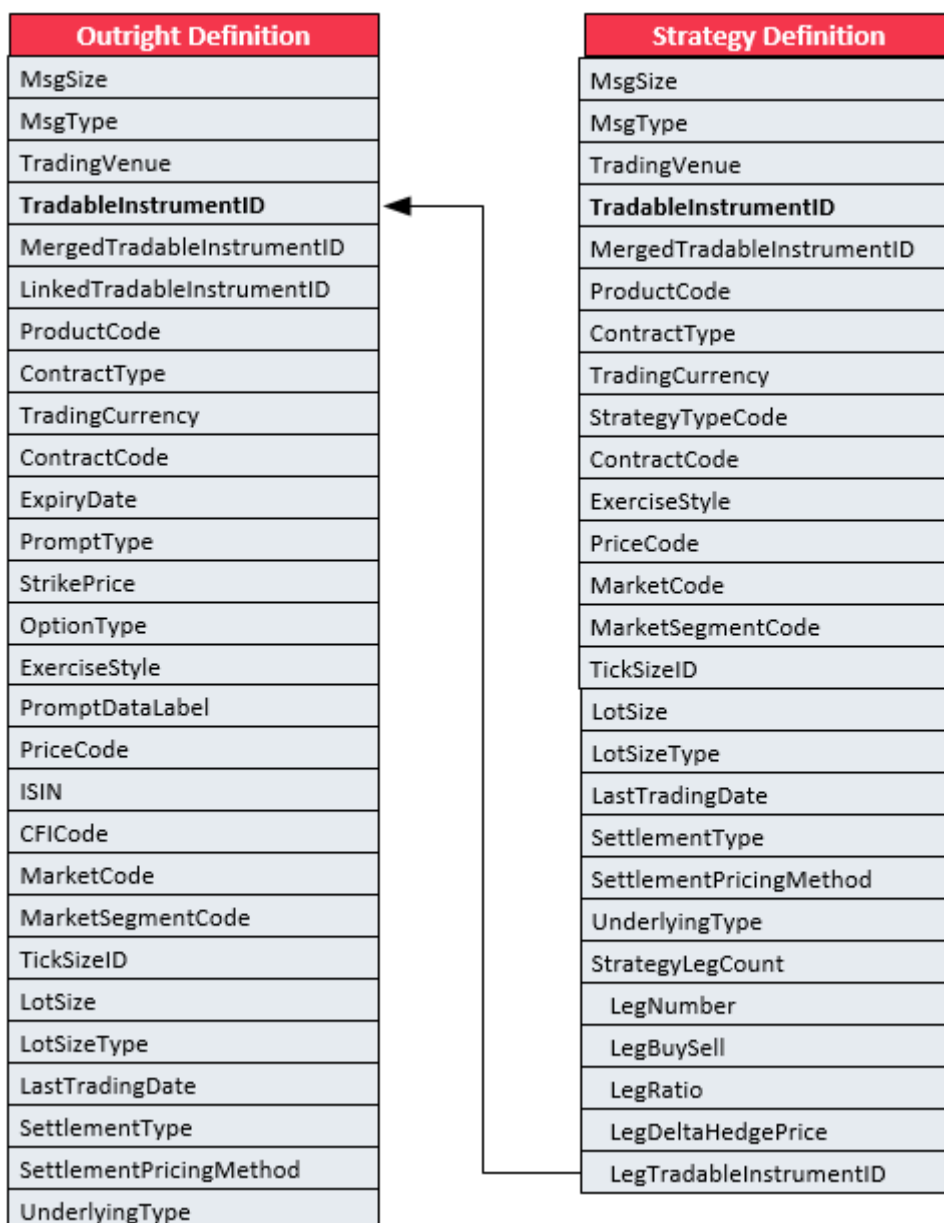 Outright Definition
MsgSize
MsgType
TradingVenue
TradableInstrumentID
MergedTradableInstrumentID
LinkedTradableInstrumentID
ProductCode
ContractType
TradingCurrency
ContractCode
ExpiryDate
PromptType
StrikePrice
OptionType
ExerciseStyle
PromptDataLabel
PriceCode
ISIN
CFICode
MarketCode
MarketSegmentCode
TickSizeID
LotSize
LotSizeType
LastTradingDate
SettlementType
SettlementPricingMethod
UnderlyingType
Strategy Definition
MsgSize
MsgType
TradingVenue
TradableInstrumentID
MergedTradableInstrumentID
ProductCode
ContractType
TradingCurrency
StrategyTypeCode
ContractCode
ExerciseStyle
PriceCode
MarketCode
MarketSegmentCode
TickSizeID
LotSize
LotSizeType
LastTradingDate
SettlementType
SettlementPricingMethod
UnderlyingType
StrategyLegCount
LegNumber
LegBuySell
LegRatio
LegDeltaHedgePrice
LegTradableInstrumentID